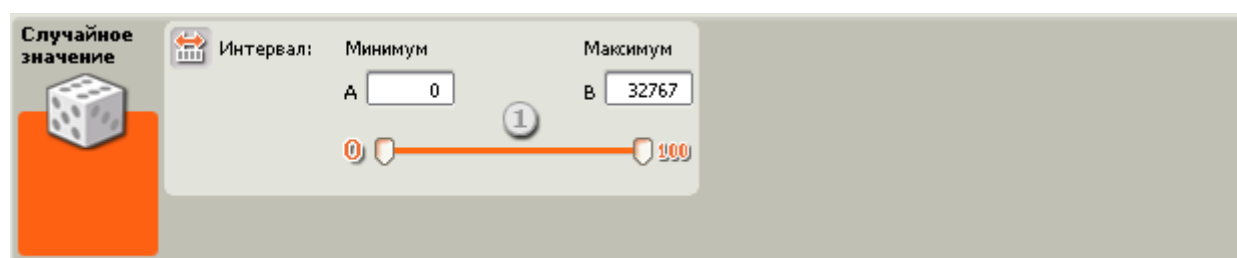 Случайное
значение
Интервал:
Минимум
Максимум
A 0
B 32767
1
0
100